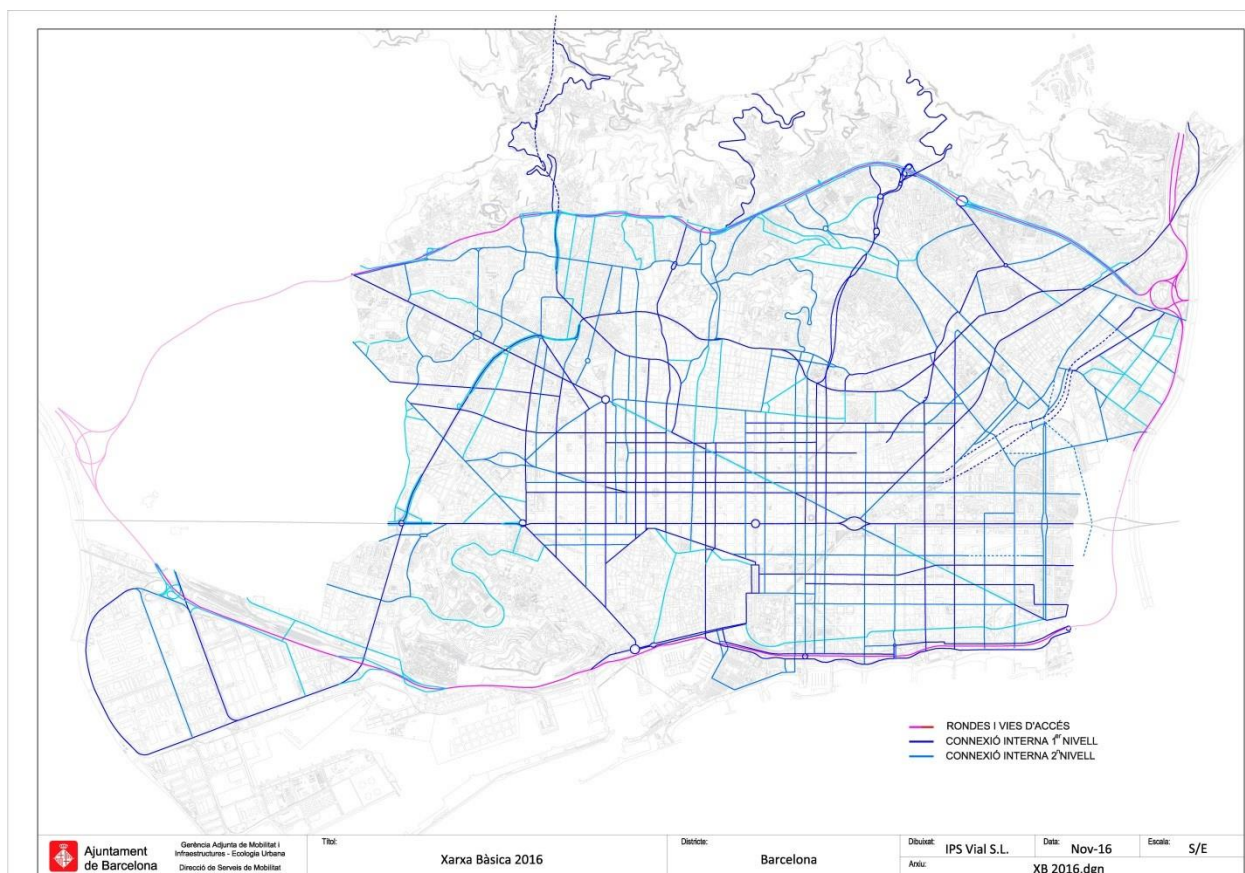 RONDES I VIES D'ACCÉS
CONNEXIÓ INTERNA 1er NIVELL
CONNEXIÓ INTERNA 2n NIVELL
Ajuntament
de Barcelona
Gerència Adjunta de Mobilitat i
Infraestructures - Ecologia Urbana
Direcció de Serveis de Mobilitat
Títol:
Xarxa Bàsica 2016
Districte:
Barcelona
Dibuixat:
IPS Vial S.L.
Data:
Nov-16
Escala:
S/E
Arxiu:
XB 2016.dgn